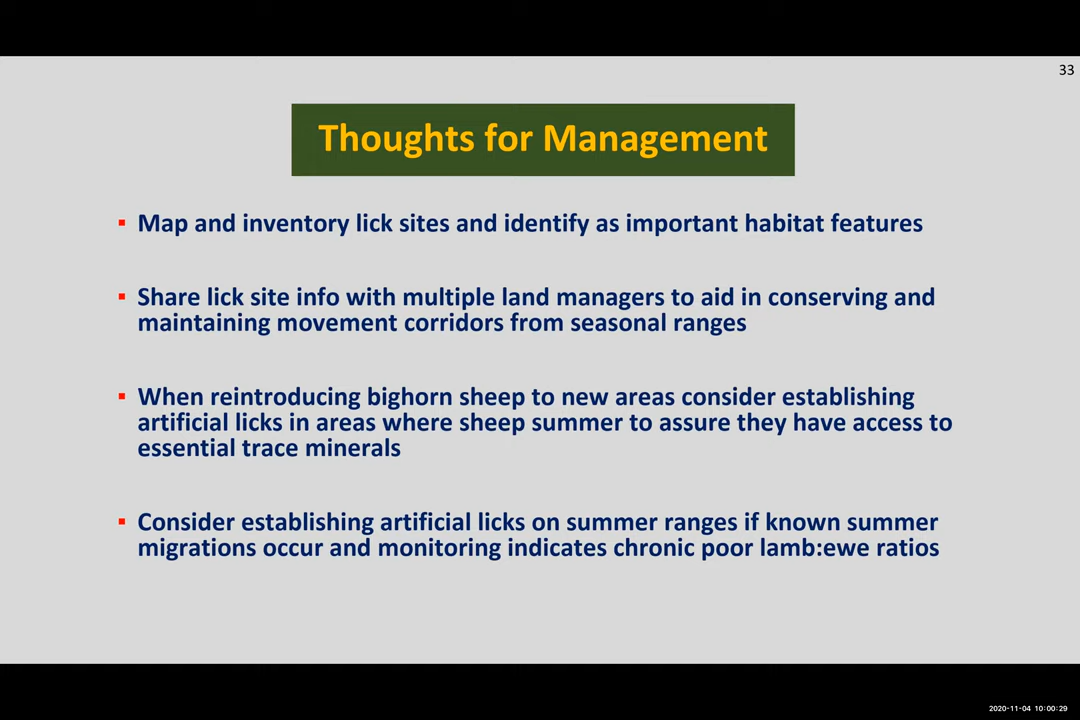 33
Thoughts for Management
▪ Map and inventory lick sites and identify as important habitat features
▪ Share lick site info with multiple land managers to aid in conserving and
maintaining movement corridors from seasonal ranges
▪ When reintroducing bighorn sheep to new areas consider establishing
artificial licks in areas where sheep summer to assure they have access to
essential trace minerals
▪ Consider establishing artificial licks on summer ranges if known summer
migrations occur and monitoring indicates chronic poor lamb:ewe ratios
2020-11-04 10:00:29